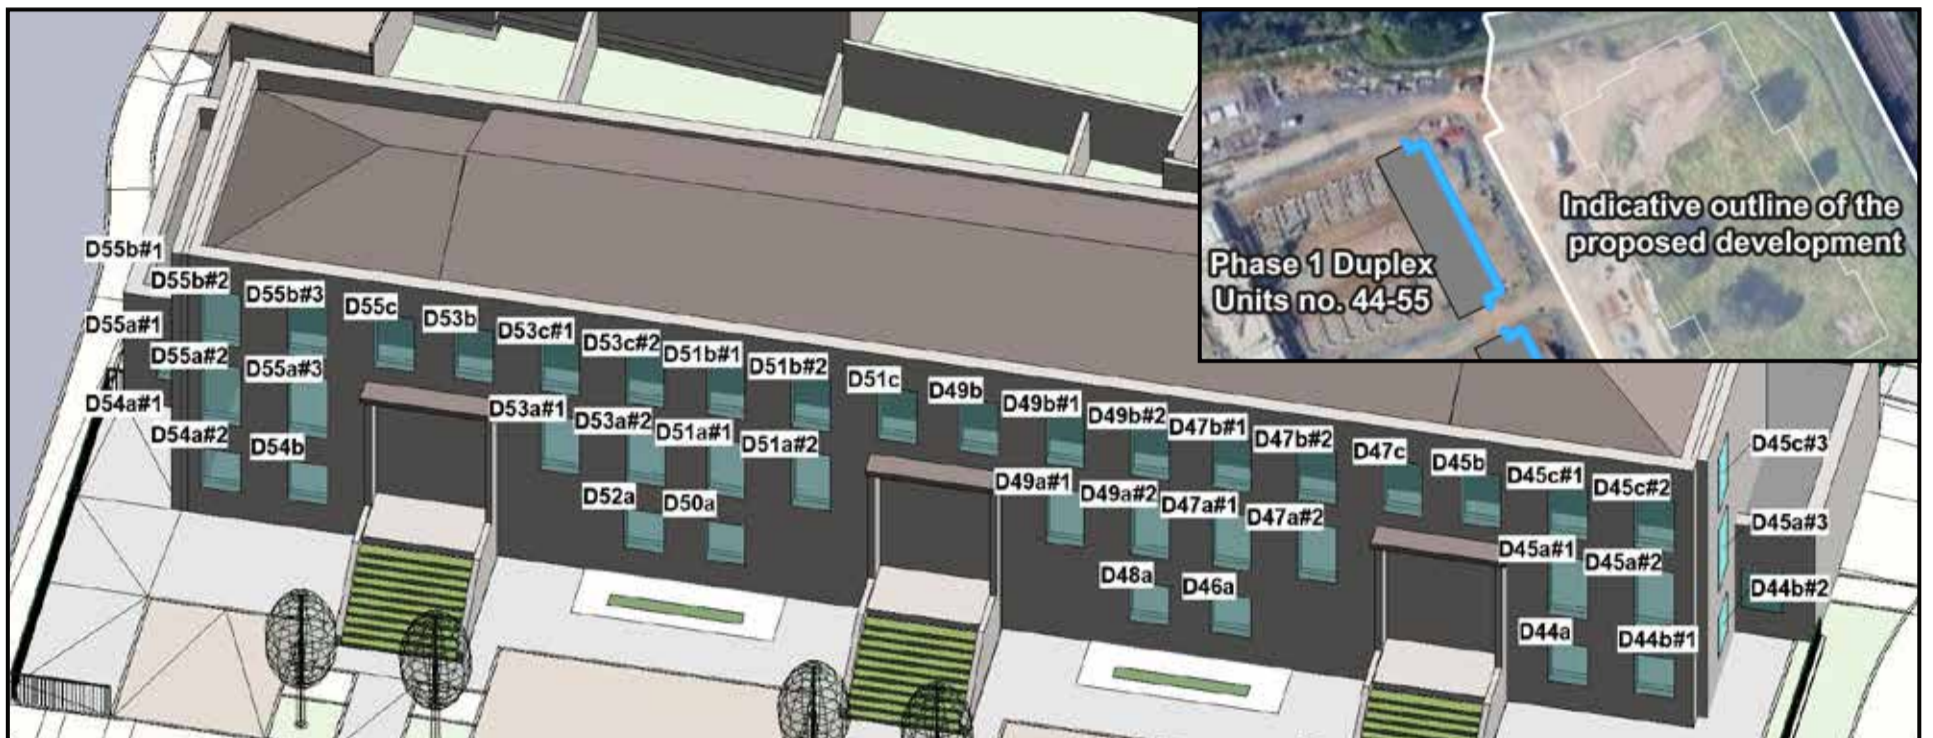 D55b#1
D55b#2
D55b#3
D55c
D53b
D53c#1
D53c#2
D51b#1
D51b#2
D51c
D49b
D49b#1
D49b#2
D47b#1
D47b#2
D47c
D45b
D45c#1
D45c#2
D45c#3
D55a#1
D55a#2
D55a#3
D53a#1
D53a#2
D51a#1
D51a#2
D49a#1
D49a#2
D47a#1
D47a#2
D45a#1
D45a#2
D45a#3
D54a#1
D54a#2
D54b
D52a
D50a
D48a
D46a
D44a
D44b#1
D44b#2
Phase 1 Duplex
Units no. 44-55
Indicative outline of the
proposed development